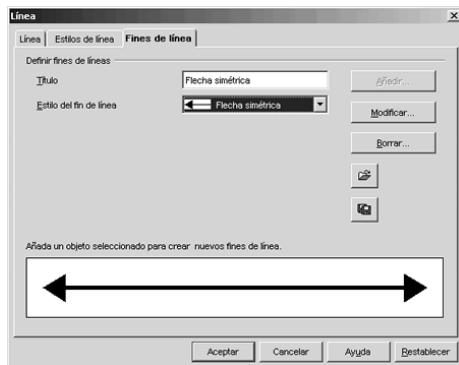 Línea
Línea Estilos de línea Fines de línea
Definir fines de líneas
Título Flecha simétrica Añadir...
Estilo del fin de línea Flecha simétrica Modificar...
Borrar...
Añada un objeto seleccionado para crear nuevos fines de línea.
Aceptar Cancelar Ayuda Restablecer